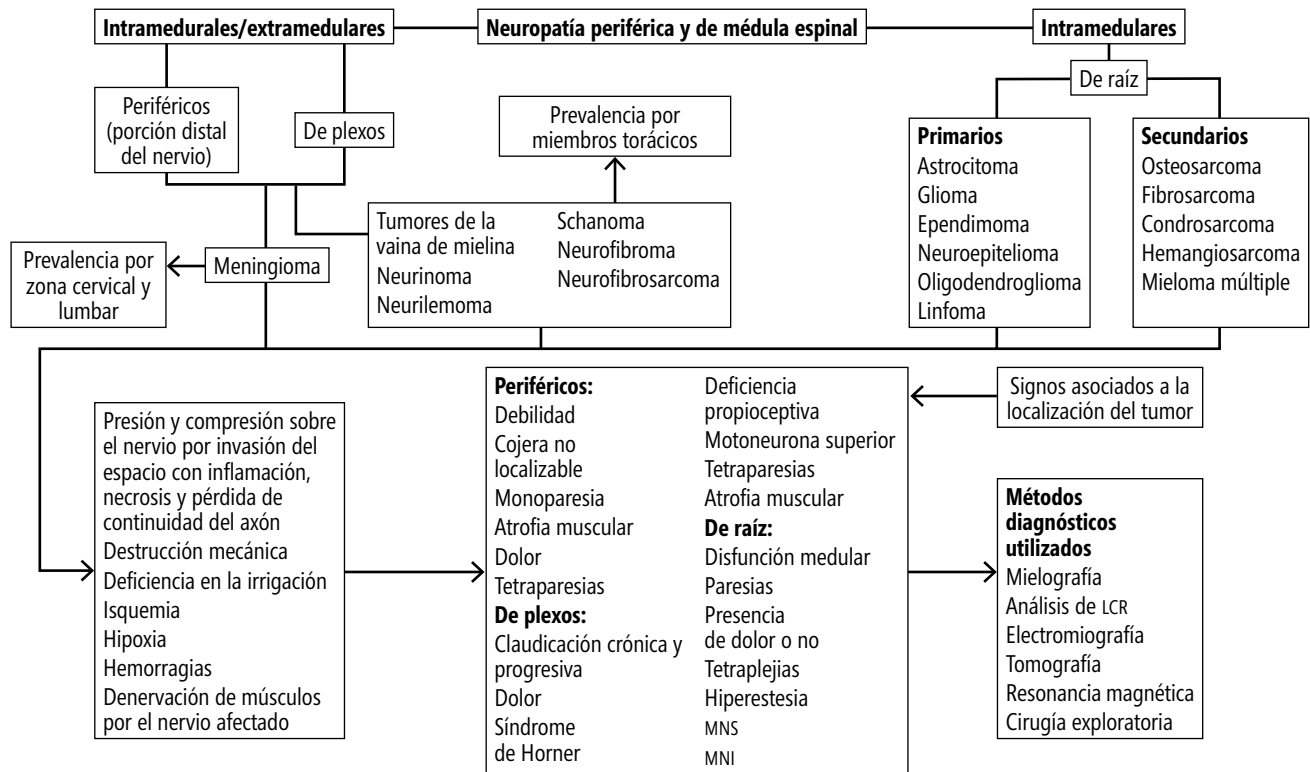 Intramedurales/extramedulares
Neuropatía periférica y de médula espinal
Intramedulares
De raíz
Periféricos
(porción distal
del nervio)
De plexos
Prevalencia por
miembros torácicos
Primarios
Astrocitoma
Glioma
Ependimoma
Neuroepitelioma
Oligodendroglioma
Linfoma
Secundarios
Osteosarcoma
Fibrosarcoma
Condrosarcoma
Hemangiosarcoma
Mieloma múltiple
Tumores de la
vaina de mielina
Neurinoma
Neurilemoma
Schanoma
Neurofibroma
Neurofibrosarcoma
Prevalencia por
zona cervical y
lumbar
Meningioma
Presión y compresión sobre
el nervio por invasión del
espacio con inflamación,
necrosis y pérdida de
continuidad del axón
Destrucción mecánica
Deficiencia en la irrigación
Isquemia
Hipoxia
Hemorragias
Denervación de músculos
por el nervio afectado
Periféricos:
Debilidad
Cojera no
localizable
Monoparesia
Atrofia muscular
Dolor
Tetraparesias
De plexos:
Claudicación crónica y
progresiva
Dolor
Síndrome
de Horner
Deficiencia
propioceptiva
Motoneurona superior
Tetraparesias
Atrofia muscular
De raíz:
Disfunción medular
Paresias
Presencia
de dolor o no
Tetraplejias
Hiperestesia
MNS
MNI
Signos asociados a la
localización del tumor
Métodos
diagnósticos
utilizados
Mielografía
Análisis de LCR
Electromiografía
Tomografía
Resonancia magnética
Cirugía exploratoria